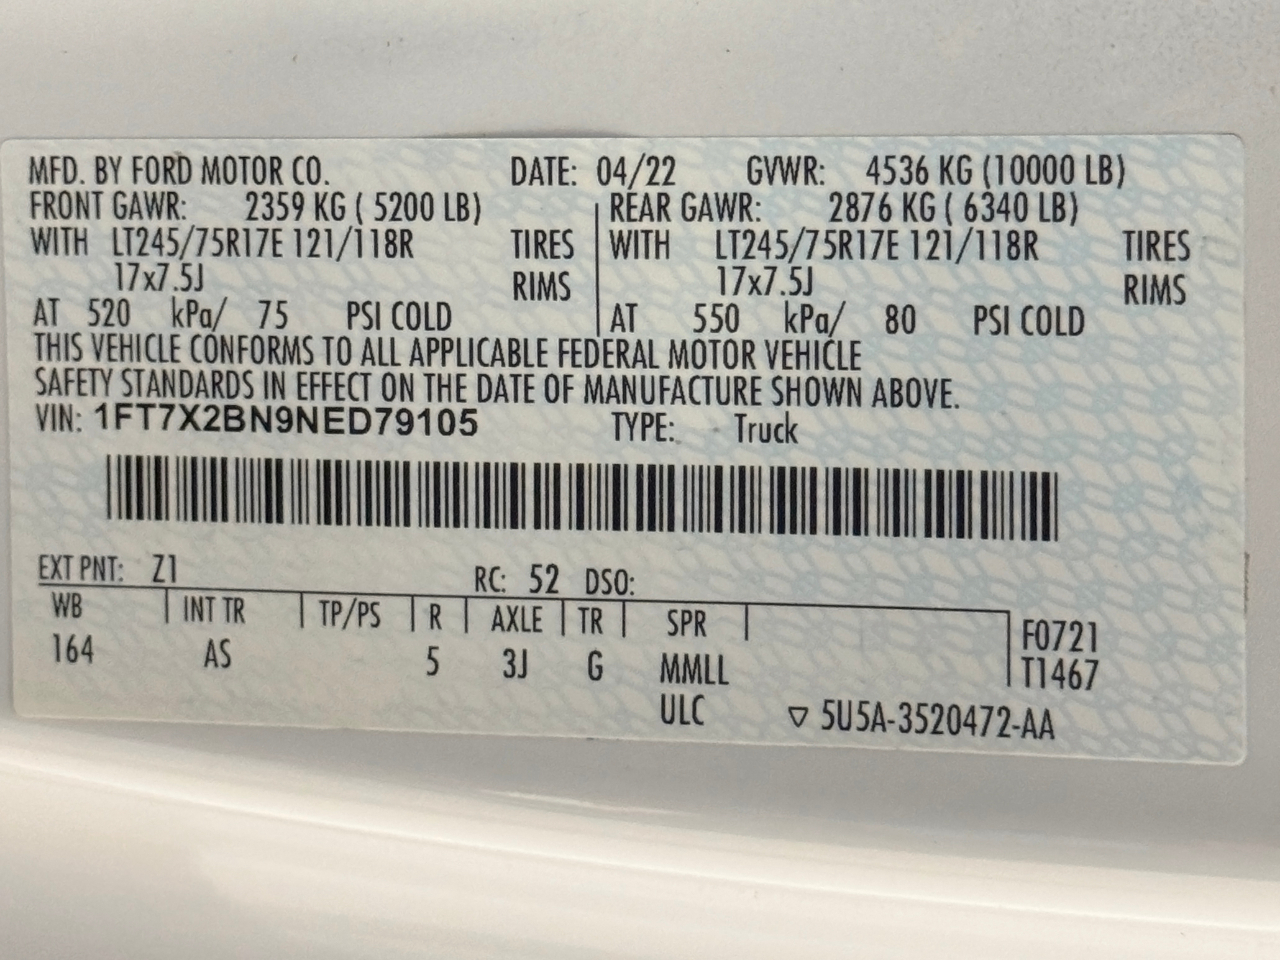 MFD. BY FORD MOTOR CO. DATE: 04/22 GVWR: 4536 KG (10000 LB)
FRONT GAWR: 2359 KG ( 5200 LB) REAR GAWR: 2876 KG ( 6340 LB)
WITH LT245/75R17E 121/118R TIRES WITH LT245/75R17E 121/118R TIRES
17x7.5J RIMS 17x7.5J RIMS
AT 520 kPa/ 75 PSI COLD AT 550 kPa/ 80 PSI COLD
THIS VEHICLE CONFORMS TO ALL APPLICABLE FEDERAL MOTOR VEHICLE
SAFETY STANDARDS IN EFFECT ON THE DATE OF MANUFACTURE SHOWN ABOVE.
VIN: 1FT7X2BN9NED79105 TYPE: Truck
EXT PNT: Z1 RC: 52 DSO:
WB INT TR TP/PS R AXLE TR SPR F0721
164 AS 5 3J G MMLL T1467
ULC ▽ 5U5A-3520472-AA